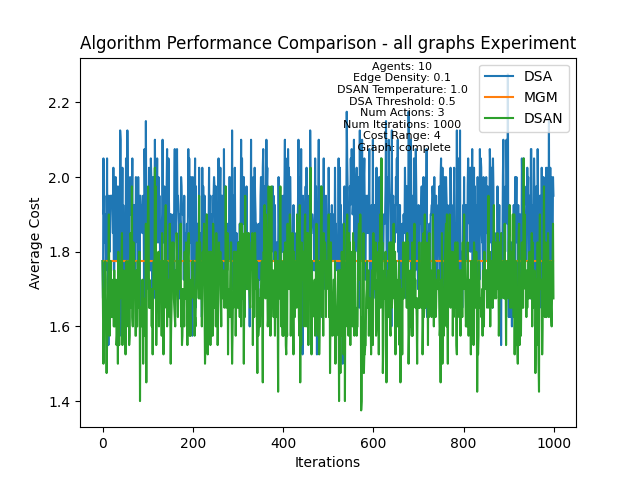 Algorithm Performance Comparison - all graphs Experiment
Agents: 10
Edge Density: 0.1
DSAN Temperature: 1.0
DSA Threshold: 0.5
Num Actions: 3
Num Iterations: 1000
Cost Range: 4
Graph: complete
DSA
MGM
DSAN
Average Cost
2.2
2.0
1.8
1.6
1.4
0
200
400
600
800
1000
Iterations